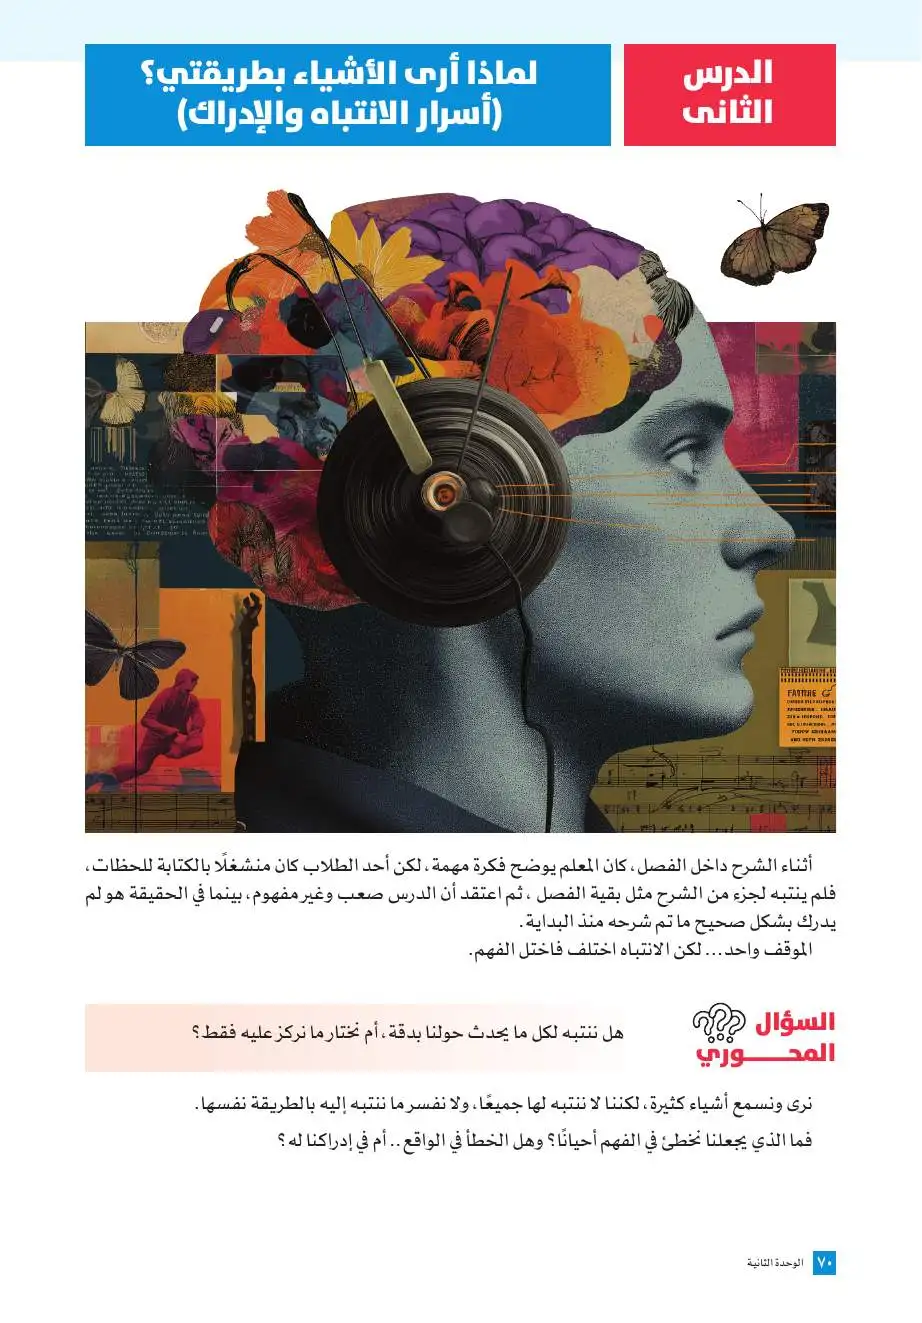 الدرس
الثانى
لماذا أرى الأشياء بطريقتي؟
(أسرار الانتباه والإدراك)
أثناء الشرح داخل الفصل، كان المعلم يوضح فكرة مهمة، لكن أحد الطلاب كان منشغلًا بالكتابة للحظات،
فلم ينتبه لجزء من الشرح مثل بقية الفصل ، ثم اعتقد أن الدرس صعب وغير مفهوم، بينما في الحقيقة هو لم
يدرك بشكل صحيح ما تم شرحه منذ البداية.
الموقف واحد... لكن الانتباه اختلف فاختل الفهم.
السؤال
المحـــوري
هل ننتبه لكل ما يحدث حولنا بدقة، أم نختار ما نركز عليه فقط؟
نرى ونسمع أشياء كثيرة، لكننا لا ننتبه لها جميعًا، ولا نفسر ما ننتبه إليه بالطريقة نفسها.
فما الذي يجعلنا نخطئ في الفهم أحيانًا؟ وهل الخطأ في الواقع.. أم في إدراكنا له؟
٧٠
الوحدة الثانية